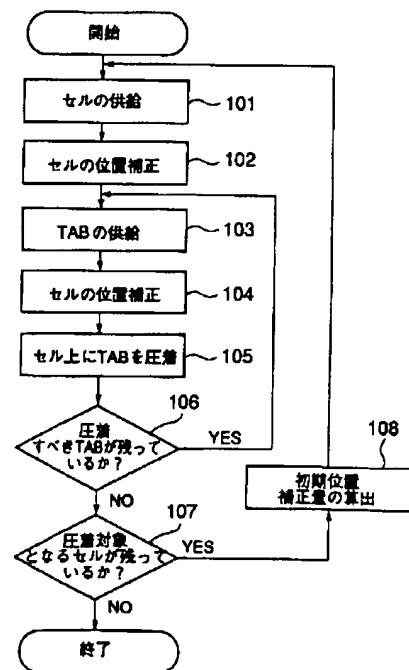 開始
セルの供給
101
セルの位置補正
102
TABの供給
103
セルの位置補正
104
セル上にTABを圧着
105
106
圧着
すべきTABが残って
いるか?
YES
NO
108
初期位置
補正量の算出
107
圧着対象
となるセルが残って
いるか?
YES
NO
終了